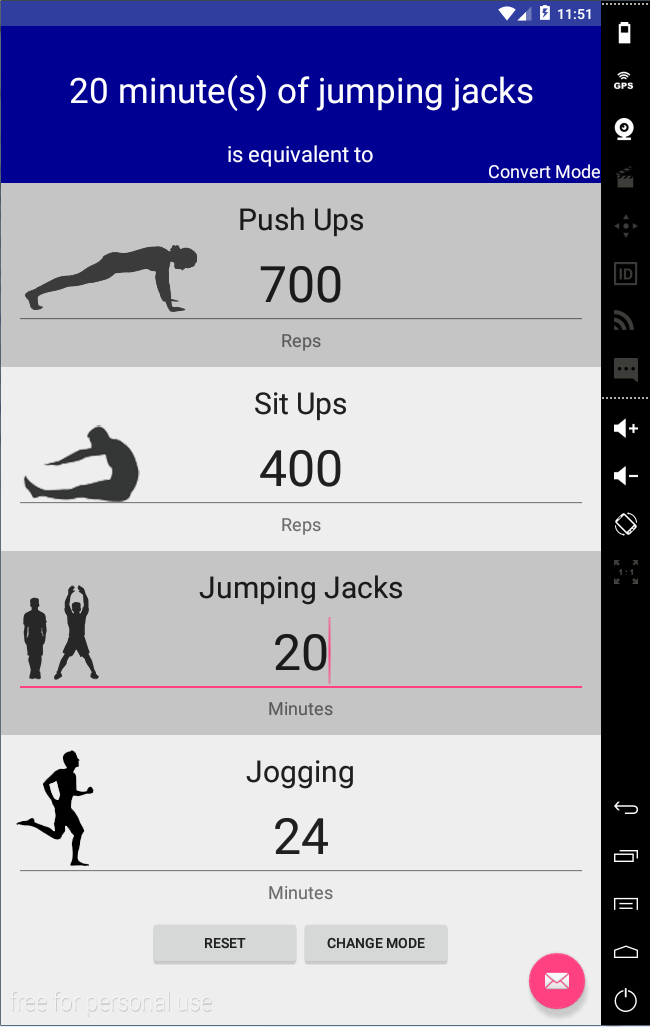 11:51
20 minute(s) of jumping jacks
is equivalent to
Convert Mode
Push Ups
700
Reps
Sit Ups
400
Reps
Jumping Jacks
20
Minutes
Jogging
24
Minutes
RESET CHANGE MODE
free for personal use
GPS
ID
1:1